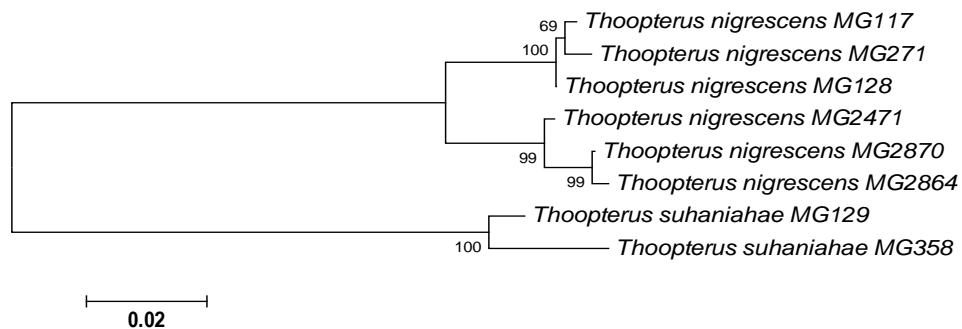 69
Thoopterus nigrescens MG117
100
Thoopterus nigrescens MG271
Thoopterus nigrescens MG128
Thoopterus nigrescens MG2471
99
Thoopterus nigrescens MG2870
99
Thoopterus nigrescens MG2864
Thoopterus suhaniahae MG129
100
Thoopterus suhaniahae MG358
0.02